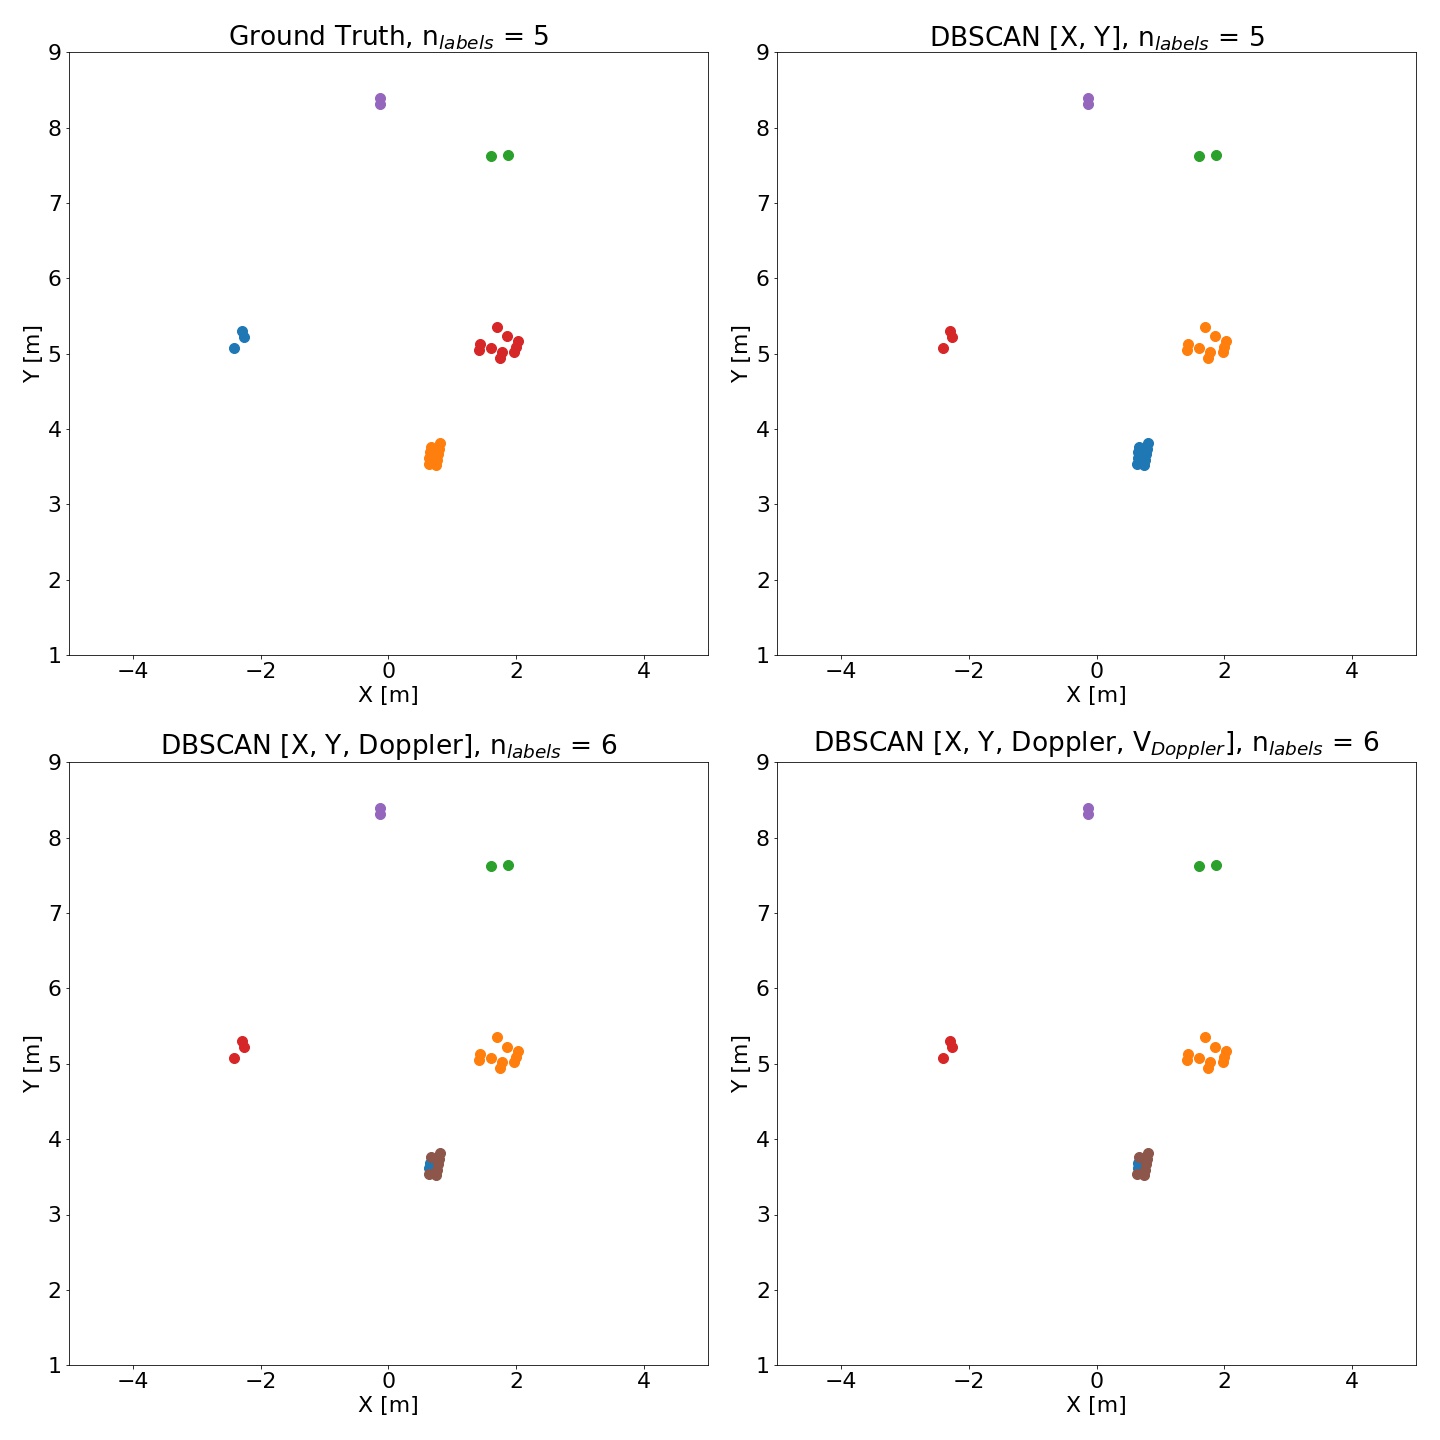 Ground Truth, n_labels = 5
9
8
7
6
5
4
3
2
1
Y [m]
−4 −2 0 2 4
X [m]
DBSCAN [X, Y], n_labels = 5
9
8
7
6
5
4
3
2
1
Y [m]
−4 −2 0 2 4
X [m]
DBSCAN [X, Y, Doppler], n_labels = 6
9
8
7
6
5
4
3
2
1
Y [m]
−4 −2 0 2 4
X [m]
DBSCAN [X, Y, Doppler, V_Doppler], n_labels = 6
9
8
7
6
5
4
3
2
1
Y [m]
−4 −2 0 2 4
X [m]